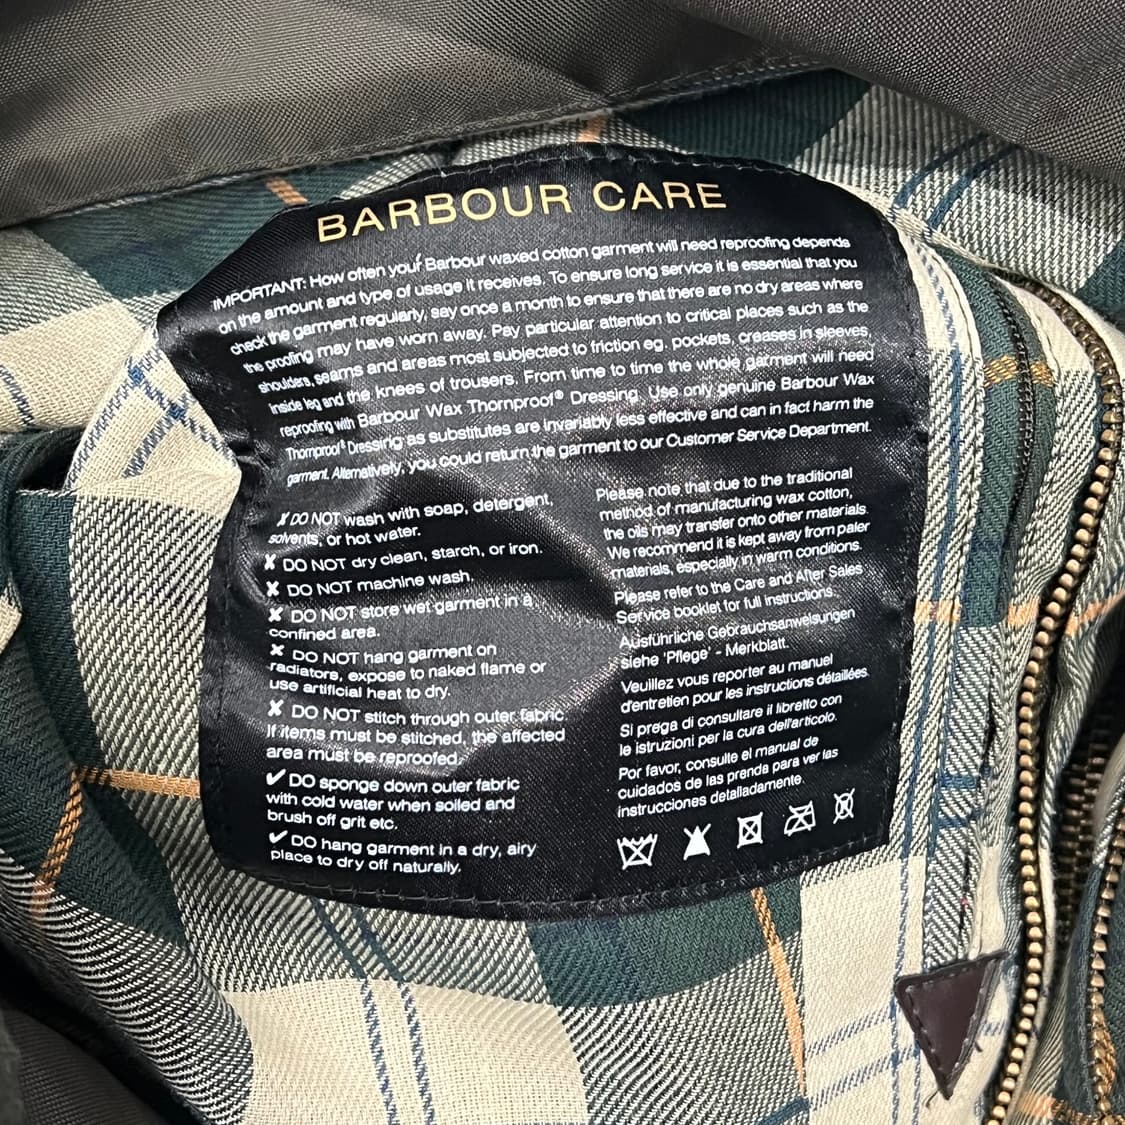 BARBOUR CARE
IMPORTANT: How often your Barbour waxed cotton garment will need reproofing depends
on the amount and type of usage it receives. To ensure long service it is essential that you
check the garment regularly, say once a month to ensure that there are no dry areas where
the proofing may have worn away. Pay particular attention to critical places such as the
shoulders, seams and areas most subjected to friction eg. pockets, creases in sleeves,
inside leg and the knees of trousers. From time to time the whole garment will need
reproofing with Barbour Wax Thornproof® Dressing. Use only genuine Barbour Wax
Thornproof® Dressing as substitutes are invariably less effective and can in fact harm the
garment. Alternatively, you could return the garment to our Customer Service Department.
✗ DO NOT wash with soap, detergent,
solvents, or hot water.
✗ DO NOT dry clean, starch, or iron.
✗ DO NOT machine wash.
✗ DO NOT store wet garment in a
confined area.
✗ DO NOT hang garment on
radiators, expose to naked flame or
use artificial heat to dry.
✗ DO NOT stitch through outer fabric.
If items must be stitched, the affected
area must be reproofed.
✔ DO sponge down outer fabric
with cold water when soiled and
brush off grit etc.
✔ DO hang garment in a dry, airy
place to dry off naturally.
Please note that due to the traditional
method of manufacturing wax cotton,
the oils may transfer onto other materials.
We recommend it is kept away from paler
materials, especially in warm conditions.
Please refer to the Care and After Sales
Service booklet for full instructions.
Ausführliche Gebrauchsanweisungen
siehe 'Pflege' - Merkblatt.
Veuillez vous reporter au manuel
d'entretien pour les instructions détaillées.
Si prega di consultare il libretto con
le istruzioni per la cura dell'articolo.
Por favor, consulte el manual de
cuidados de las prenda para ver las
instrucciones detalladamente.